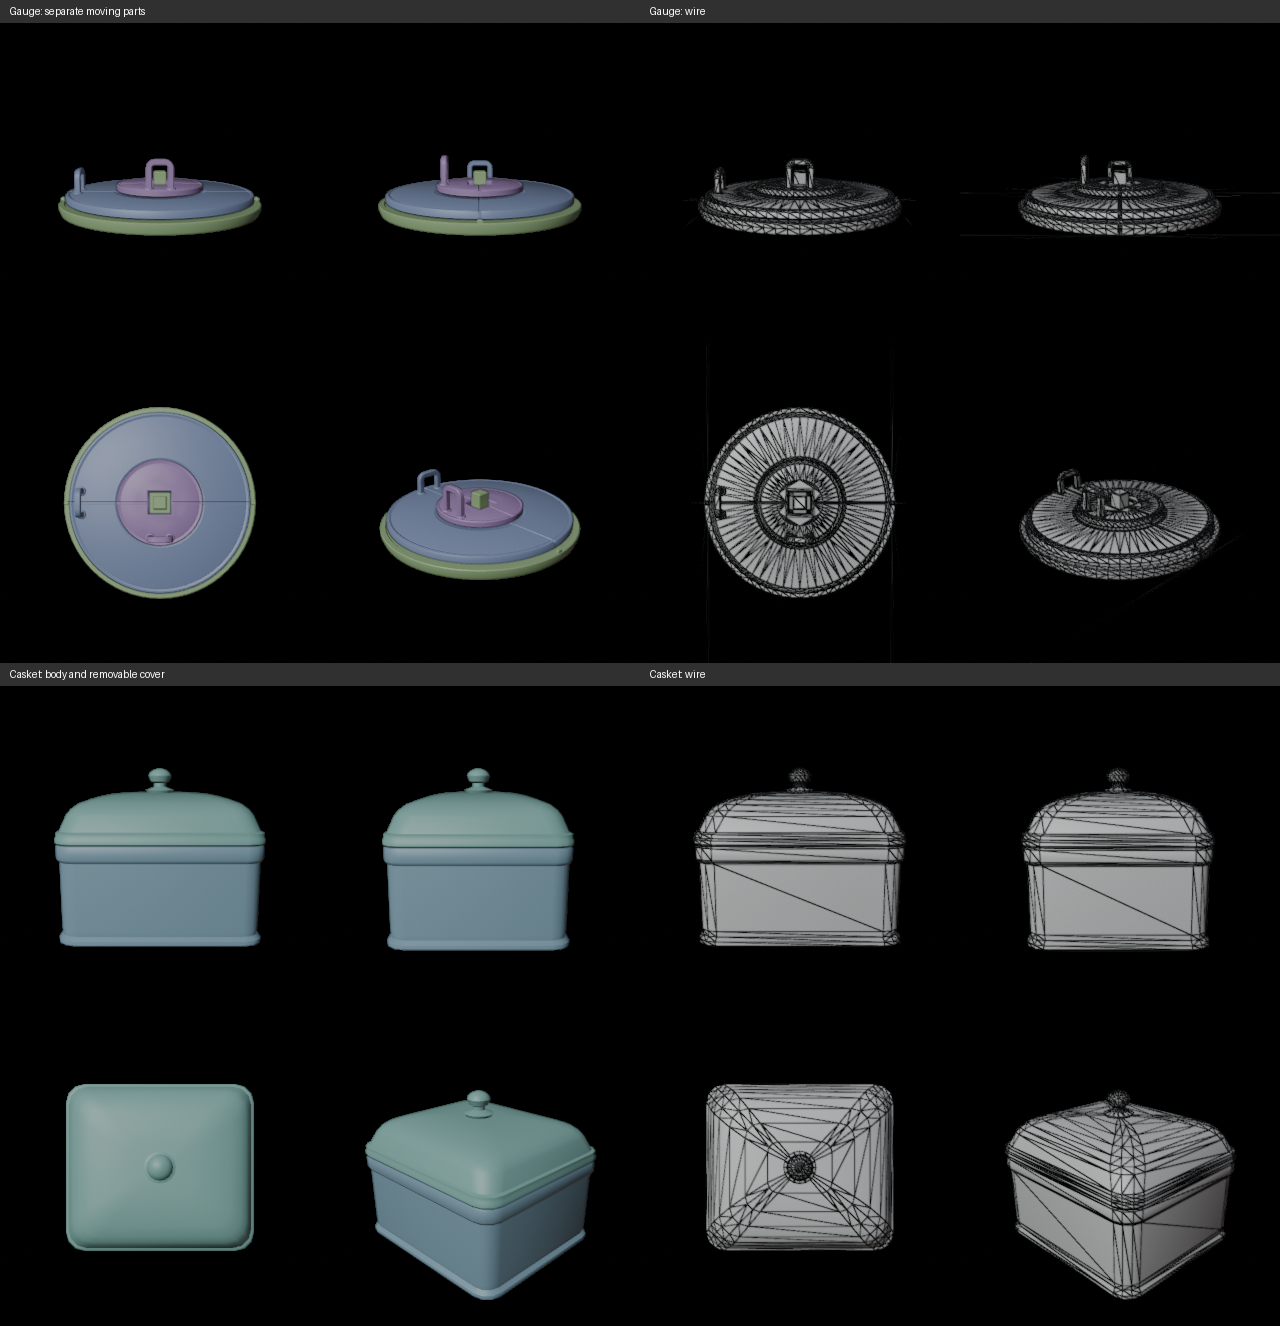 Gauge: separate moving parts
Gauge: wire
Casket: body and removable cover
Casket: wire